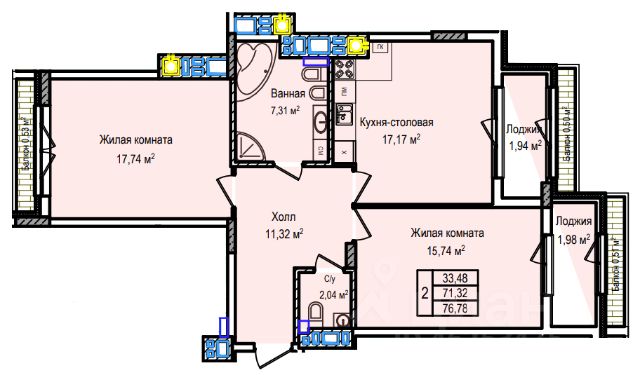 ГК
Ванная
7,31 м²
ПМ
Кухня-столовая
17,17 м²
Х
СМ
Жилая комната
17,74 м²
Балкон 0,53 м²
Лоджия
1,94 м²
Балкон 0,50 м²
Холл
11,32 м²
Жилая комната
15,74 м²
Лоджия
1,98 м²
Балкон 0,51 м²
С/у
2,04 м²
2
33,48
71,32
76,78